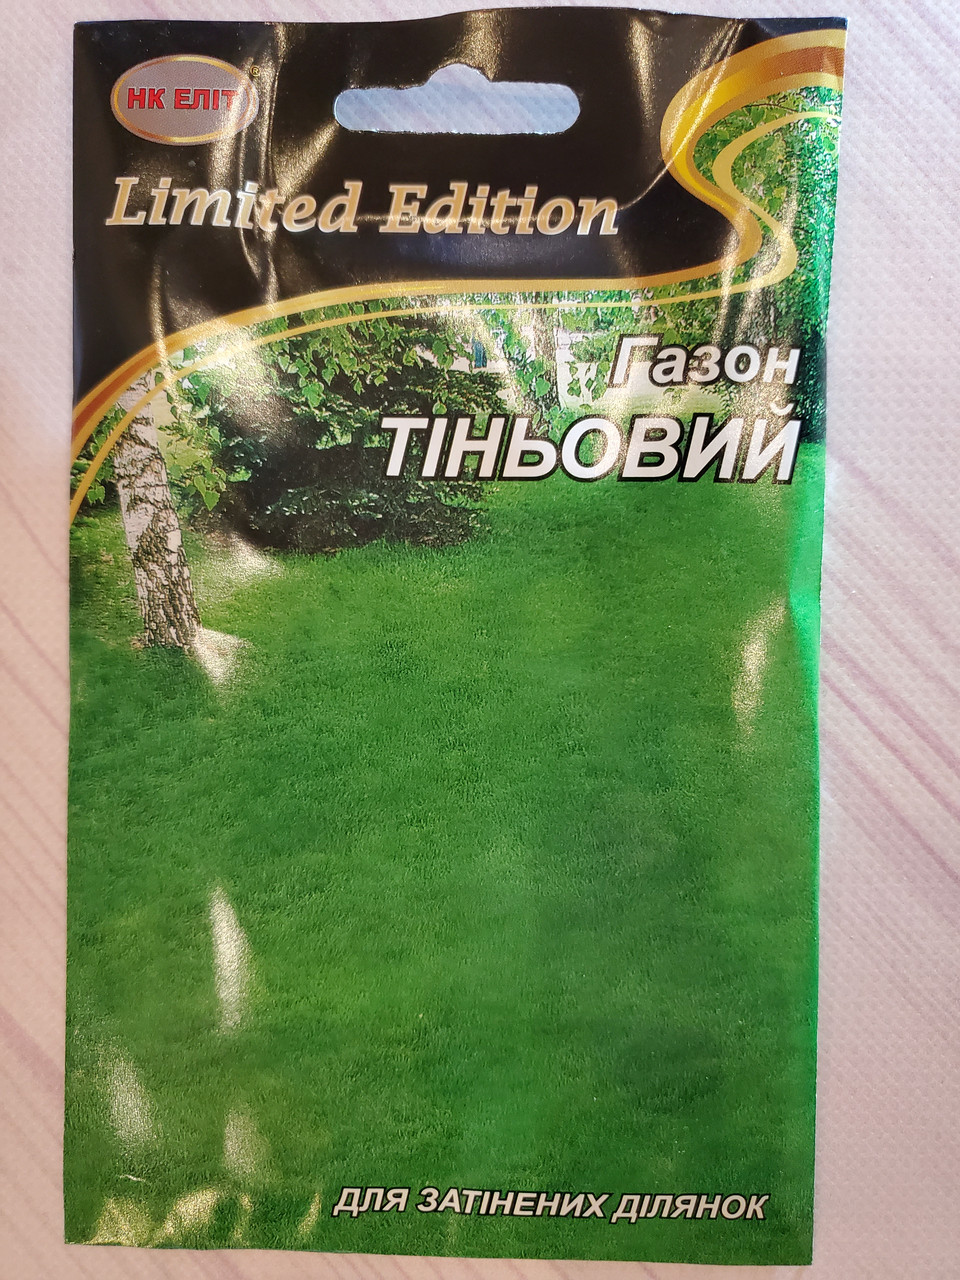 НК ЕЛІТ®
Limited Edition
Газон
ТІНЬОВИЙ
ДЛЯ ЗАТІНЕНИХ ДІЛЯНОК